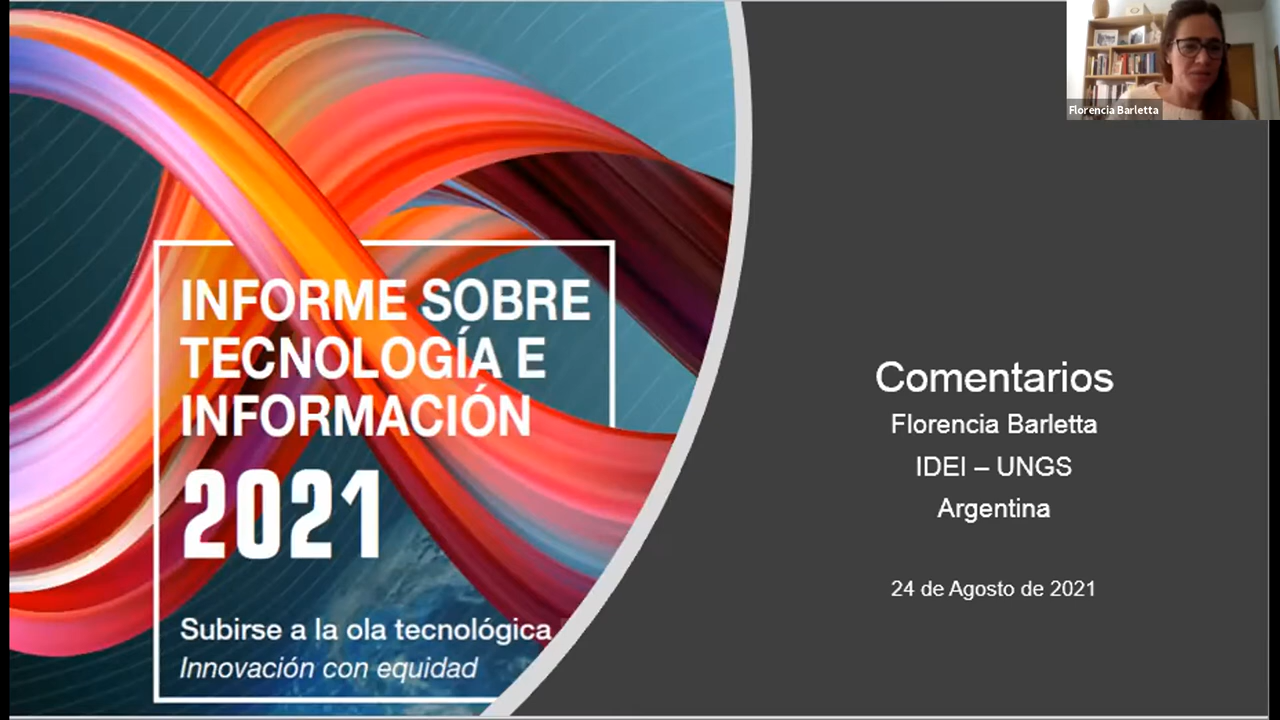 INFORME SOBRE
TECNOLOGÍA E
INFORMACIÓN
2021
Subirse a la ola tecnológica
Innovación con equidad
Florencia Barletta
Comentarios
Florencia Barletta
IDEI – UNGS
Argentina
24 de Agosto de 2021